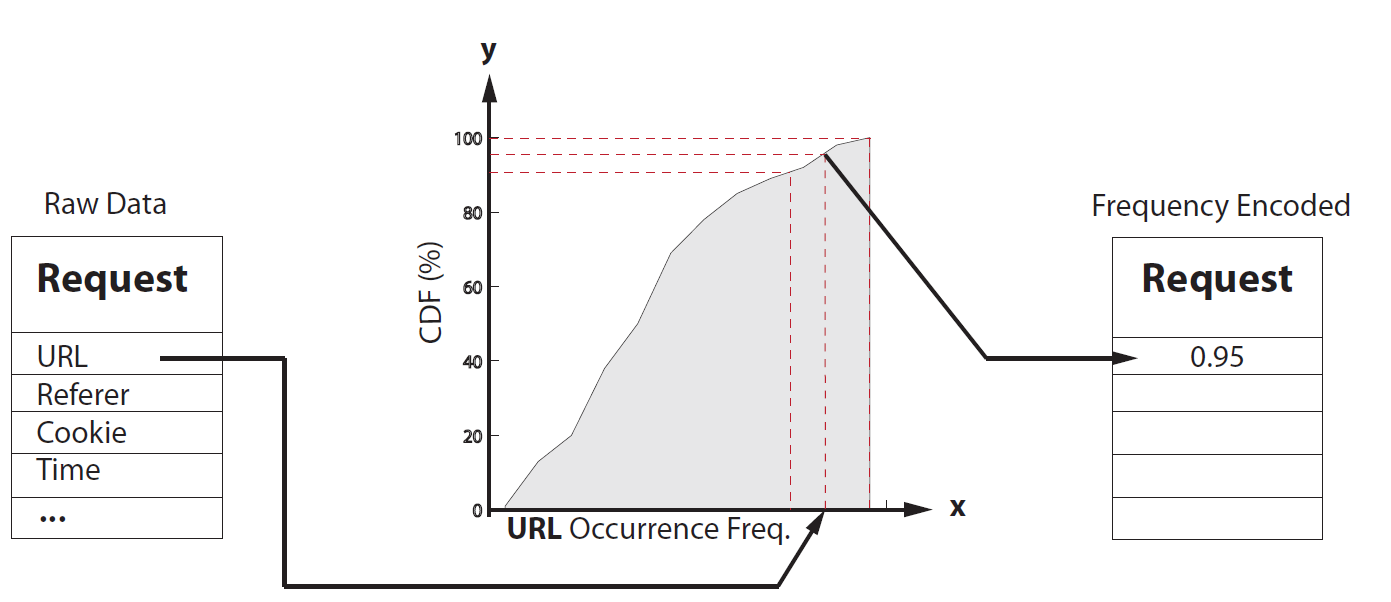 Raw Data
Request
URL
Referer
Cookie
Time
...
y
100
80
60
40
20
0
CDF (%)
x
URL Occurrence Freq.
Frequency Encoded
Request
0.95